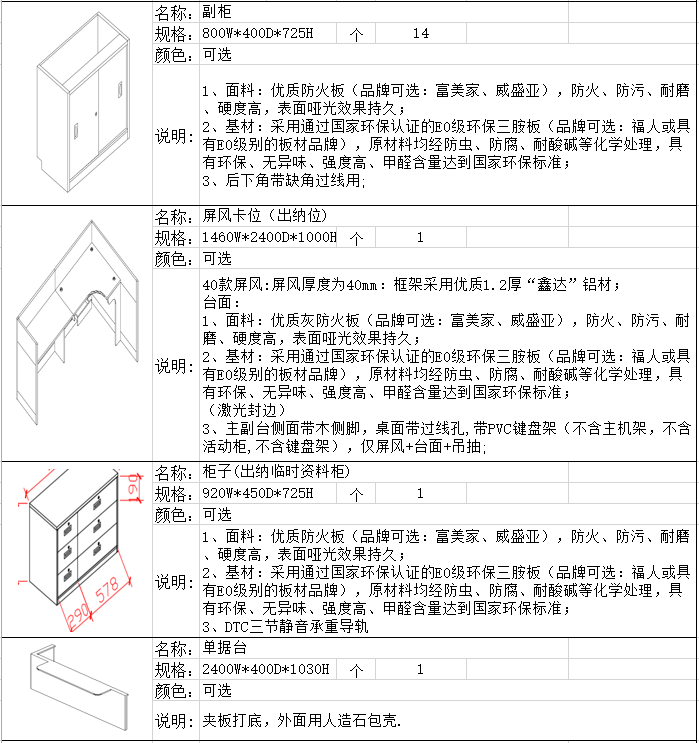 名称：副柜
规格：800W*400D*725H 个 14
颜色：可选
说明：
1、面料：优质防火板（品牌可选：富美家、威盛亚），防火、防污、耐磨
、硬度高，表面哑光效果持久；
2、基材：采用通过国家环保认证的E0级环保三胺板（品牌可选：福人或具
有E0级别的板材品牌），原材料均经防虫、防腐、耐酸碱等化学处理，具
有环保、无异味、强度高、甲醛含量达到国家环保标准；
3、后下角带缺角过线用;
名称：屏风卡位（出纳位）
规格：1460W*2400D*1000H 个 1
颜色：可选
说明：
40款屏风:屏风厚度为40mm：框架采用优质1.2厚“鑫达”铝材；
台面：
1、面料：优质灰防火板（品牌可选：富美家、威盛亚），防火、防污、耐
磨、硬度高，表面哑光效果持久；
2、基材：采用通过国家环保认证的E0级环保三胺板（品牌可选：福人或具
有E0级别的板材品牌），原材料均经防虫、防腐、耐酸碱等化学处理，具
有环保、无异味、强度高、甲醛含量达到国家环保标准；
（激光封边）
3、主副台侧面带木侧脚，桌面带过线孔,带PVC键盘架（不含主机架，不含
活动柜,不含键盘架），仅屏风+台面+吊抽;
名称：柜子(出纳临时资料柜)
规格：920W*450D*725H 个 1
颜色：可选
说明：
1、面料：优质防火板（品牌可选：富美家、威盛亚），防火、防污、耐磨
、硬度高，表面哑光效果持久；
2、基材：采用通过国家环保认证的E0级环保三胺板（品牌可选：福人或具
有E0级别的板材品牌），原材料均经防虫、防腐、耐酸碱等化学处理，具
有环保、无异味、强度高、甲醛含量达到国家环保标准；
3、DTC三节静音承重导轨
190
578
290
名称：单据台
规格：2400W*400D*1030H 个 1
颜色：可选
说明：夹板打底，外面用人造石包壳.